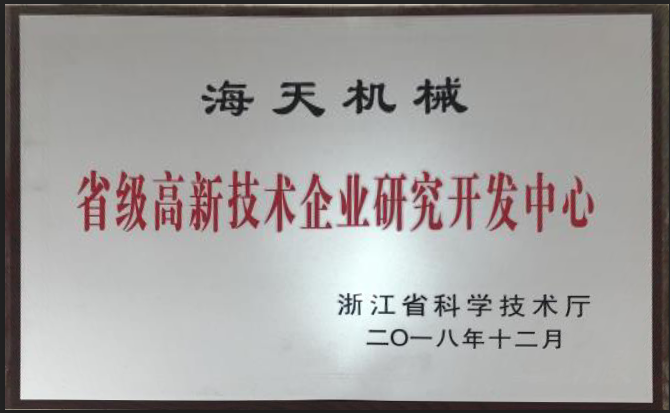 海天机械
省级高新技术企业研究开发中心
浙江省科学技术厅
二〇一八年十二月